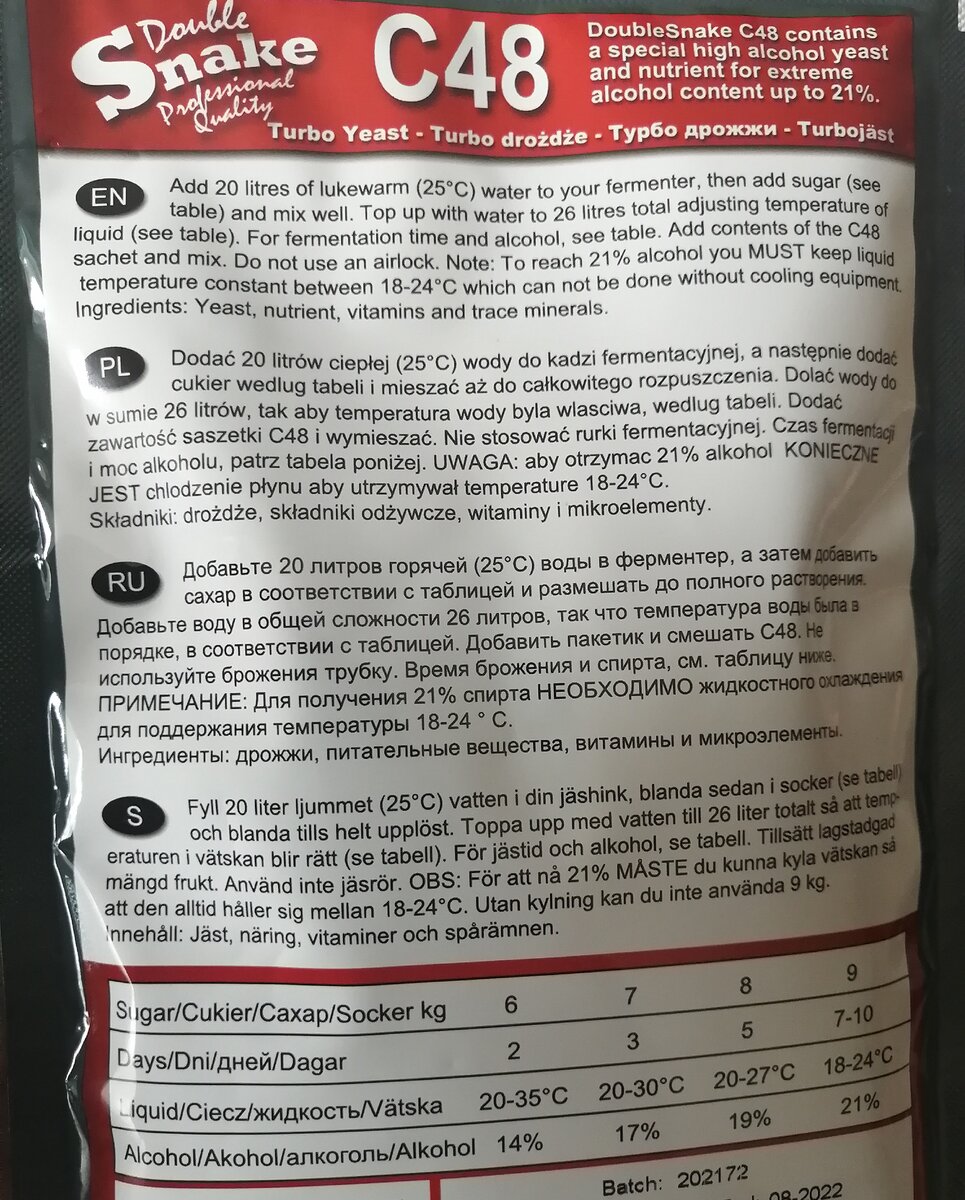 Double
Snake
Professional
Quality
C48
DoubleSnake C48 contains
a special high alcohol yeast
and nutrient for extreme
alcohol content up to 21%.
Turbo Yeast - Turbo drożdże - Турбо дрожжи - Turbojäst
EN Add 20 litres of lukewarm (25°C) water to your fermenter, then add sugar (see
table) and mix well. Top up with water to 26 litres total adjusting temperature of
liquid (see table). For fermentation time and alcohol, see table. Add contents of the C48
sachet and mix. Do not use an airlock. Note: To reach 21% alcohol you MUST keep liquid
temperature constant between 18-24°C which can not be done without cooling equipment.
Ingredients: Yeast, nutrient, vitamins and trace minerals.
PL Dodać 20 litrów ciepłej (25°C) wody do kadzi fermentacyjnej, a następnie dodać
cukier wedlug tabeli i mieszać aż do całkowitego rozpuszczenia. Dolać wody do
w sumie 26 litrów, tak aby temperatura wody byla wlasciwa, wedlug tabeli. Dodać
zawartość saszetki C48 i wymieszać. Nie stosować rurki fermentacyjnej. Czas fermentacji
i moc alkoholu, patrz tabela poniżej. UWAGA: aby otrzymac 21% alkohol KONIECZNE
JEST chlodzenie płynu aby utrzymywał temperature 18-24°C.
Składniki: drożdże, składniki odżywcze, witaminy i mikroelementy.
RU Добавьте 20 литров горячей (25°C) воды в ферментер, а затем добавить
сахар в соответствии с таблицей и размешать до полного растворения.
Добавьте воду в общей сложности 26 литров, так что температура воды была в
порядке, в соответствии с таблицей. Добавить пакетик и смешать C48. Не
используйте брожения трубку. Время брожения и спирта, см. таблицу ниже.
ПРИМЕЧАНИЕ: Для получения 21% спирта НЕОБХОДИМО жидкостного охлаждения
для поддержания температуры 18-24 ° C.
Ингредиенты: дрожжи, питательные вещества, витамины и микроэлементы.
S Fyll 20 liter ljummet (25°C) vatten i din jäshink, blanda sedan i socker (se tabell)
och blanda tills helt upplöst. Toppa upp med vatten till 26 liter totalt så att temp-
eraturen i vätskan blir rätt (se tabell). För jästid och alkohol, se tabell. Tillsätt lagstadgad
mängd frukt. Använd inte jäsrör. OBS: För att nå 21% MÅSTE du kunna kyla vätskan så
att den alltid håller sig mellan 18-24°C. Utan kylning kan du inte använda 9 kg.
Innehåll: Jäst, näring, vitaminer och spårämnen.
Sugar/Cukier/Caxap/Socker kg 6 7 8 9
Days/Dni/дней/Dagar 2 3 5 7-10
Liquid/Ciecz/жидкость/Vätska 20-35°C 20-30°C 20-27°C 18-24°C
Alcohol/Akohol/алкоголь/Alkohol 14% 17% 19% 21%
Batch: 202172
08-2022